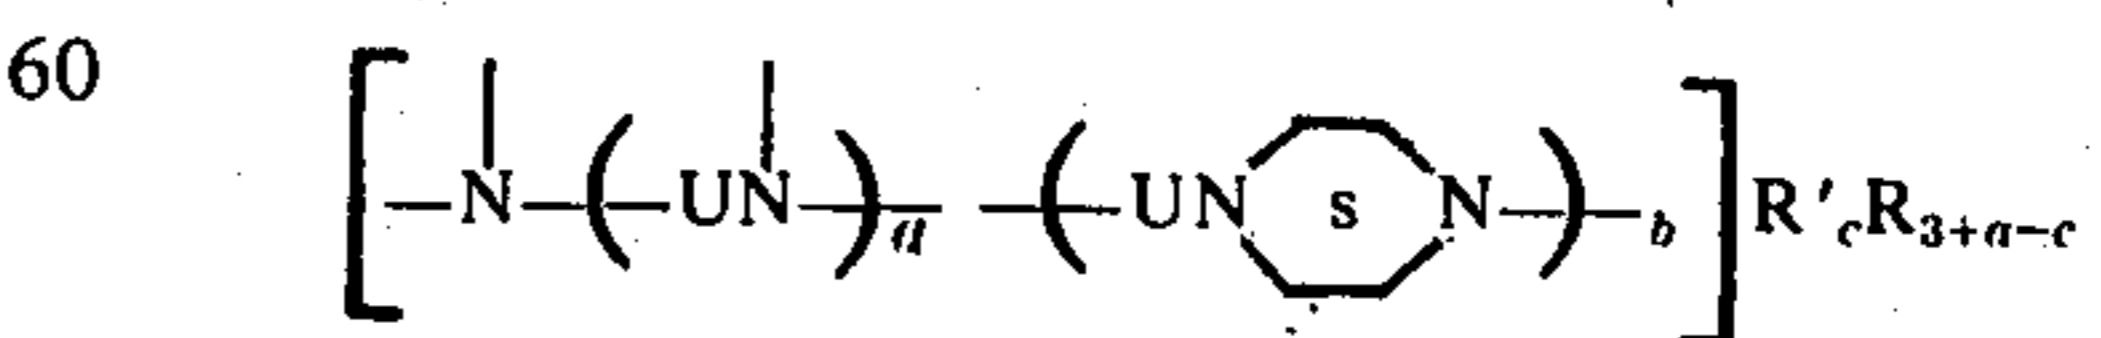 60 [—N—(—UN—)a— —(—UN S N—)—b]R'cR3+a−c